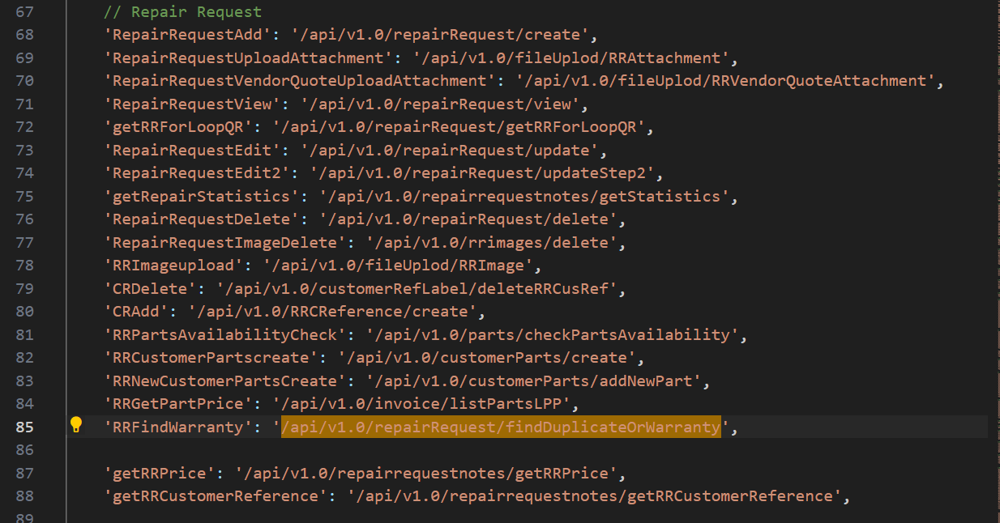 67 // Repair Request
68 'RepairRequestAdd': '/api/v1.0/repairRequest/create',
69 'RepairRequestUploadAttachment': '/api/v1.0/fileUplod/RRAttachment',
70 'RepairRequestVendorQuoteUploadAttachment': '/api/v1.0/fileUplod/RRVendorQuoteAttachment',
71 'RepairRequestView': '/api/v1.0/repairRequest/view',
72 'getRRForLoopQR': '/api/v1.0/repairRequest/getRRForLoopQR',
73 'RepairRequestEdit': '/api/v1.0/repairRequest/update',
74 'RepairRequestEdit2': '/api/v1.0/repairRequest/updateStep2',
75 'getRepairStatistics': '/api/v1.0/repairrequestnotes/getStatistics',
76 'RepairRequestDelete': '/api/v1.0/repairRequest/delete',
77 'RepairRequestImageDelete': '/api/v1.0/rrimages/delete',
78 'RRImageupload': '/api/v1.0/fileUplod/RRImage',
79 'CRDelete': '/api/v1.0/customerRefLabel/deleteRRCusRef',
80 'CRAdd': '/api/v1.0/RRCReference/create',
81 'RRPartsAvailabilityCheck': '/api/v1.0/parts/checkPartsAvailability',
82 'RRCustomerPartscreate': '/api/v1.0/customerParts/create',
83 'RRNewCustomerPartsCreate': '/api/v1.0/customerParts/addNewPart',
84 'RRGetPartPrice': '/api/v1.0/invoice/listPartsLPP',
85 'RRFindWarranty': '/api/v1.0/repairRequest/findDuplicateOrWarranty',
86
87 'getRRPrice': '/api/v1.0/repairrequestnotes/getRRPrice',
88 'getRRCustomerReference': '/api/v1.0/repairrequestnotes/getRRCustomerReference',
89